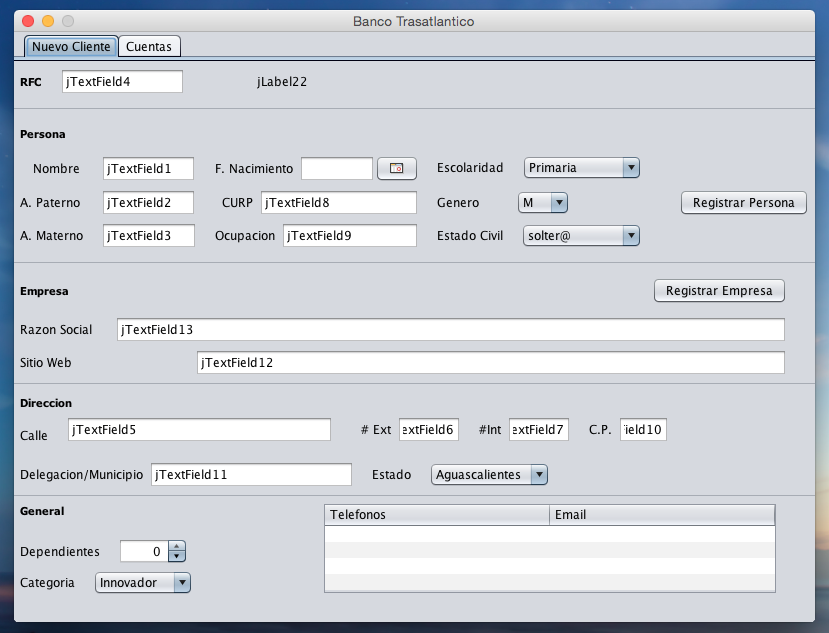 Banco Trasatlantico
Nuevo Cliente Cuentas
RFC jTextField4 jLabel22
Persona
Nombre jTextField1 F. Nacimiento Escolaridad Primaria
A. Paterno jTextField2 CURP jTextField8 Genero M Registrar Persona
A. Materno jTextField3 Ocupacion jTextField9 Estado Civil solter@
Empresa Registrar Empresa
Razon Social jTextField13
Sitio Web jTextField12
Direccion
Calle jTextField5 # Ext extField6 #Int extField7 C.P. Field10
Delegacion/Municipio jTextField11 Estado Aguascalientes
General
Telefonos Email
Dependientes 0
Categoria Innovador